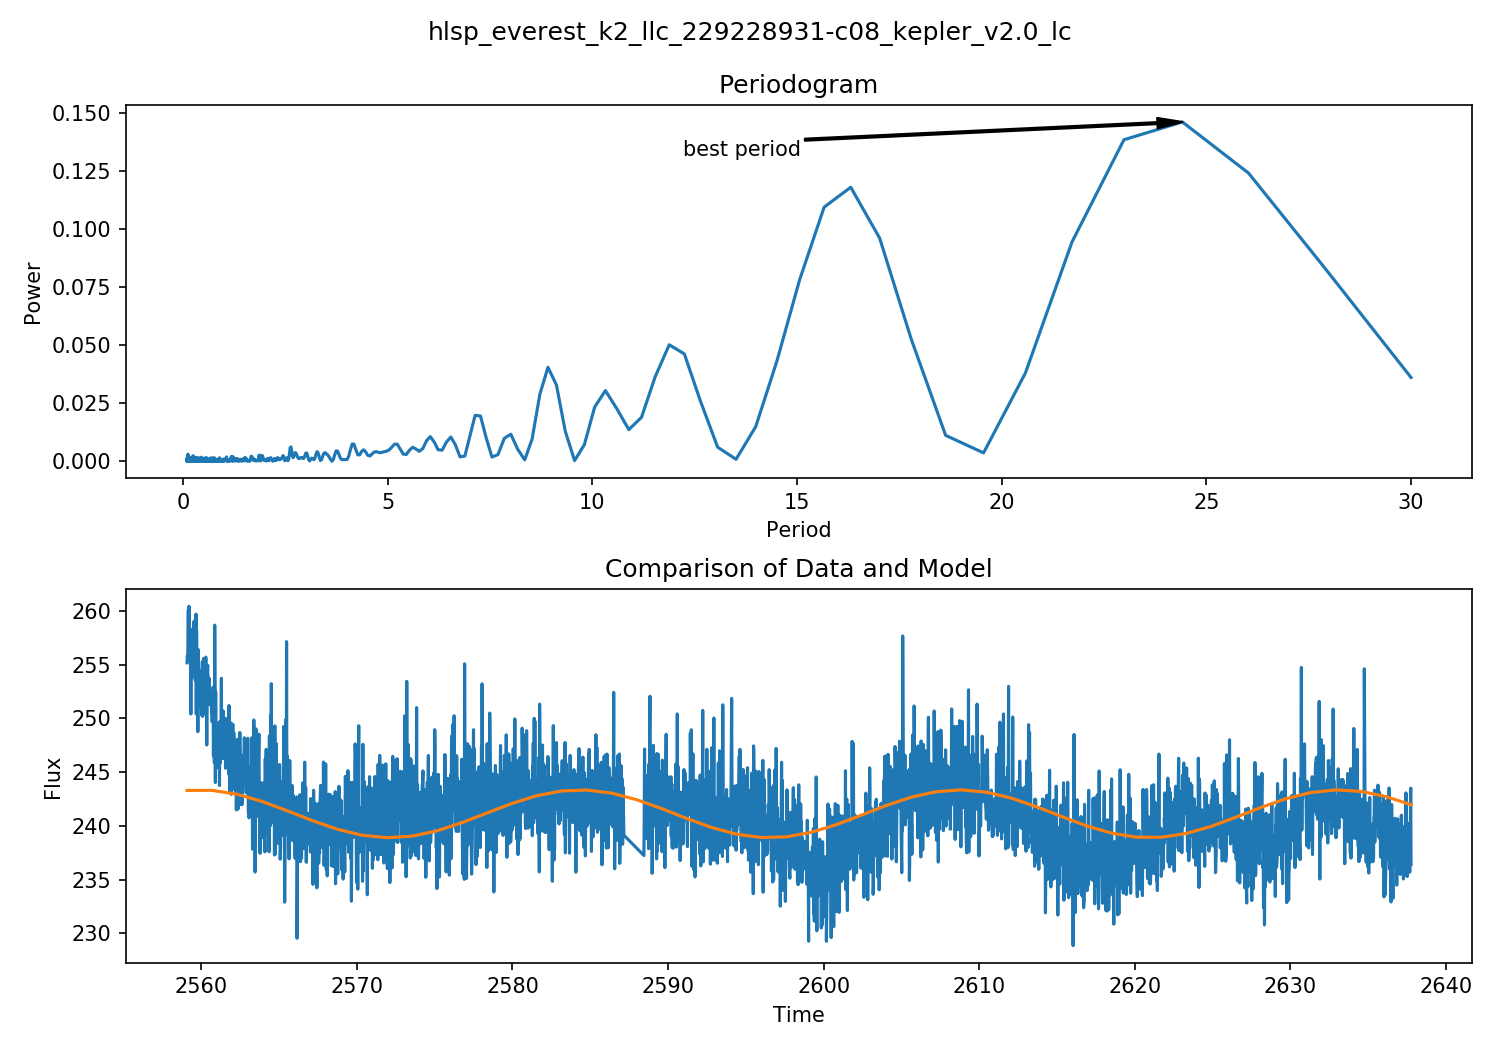 hlsp_everest_k2_llc_229228931-c08_kepler_v2.0_lc
Periodogram
0.150
0.125
0.100
0.075
0.050
0.025
0.000
Power
best period
0 5 10 15 20 25 30
Period
Comparison of Data and Model
260
255
250
245
240
235
230
Flux
2560 2570 2580 2590 2600 2610 2620 2630 2640
Time